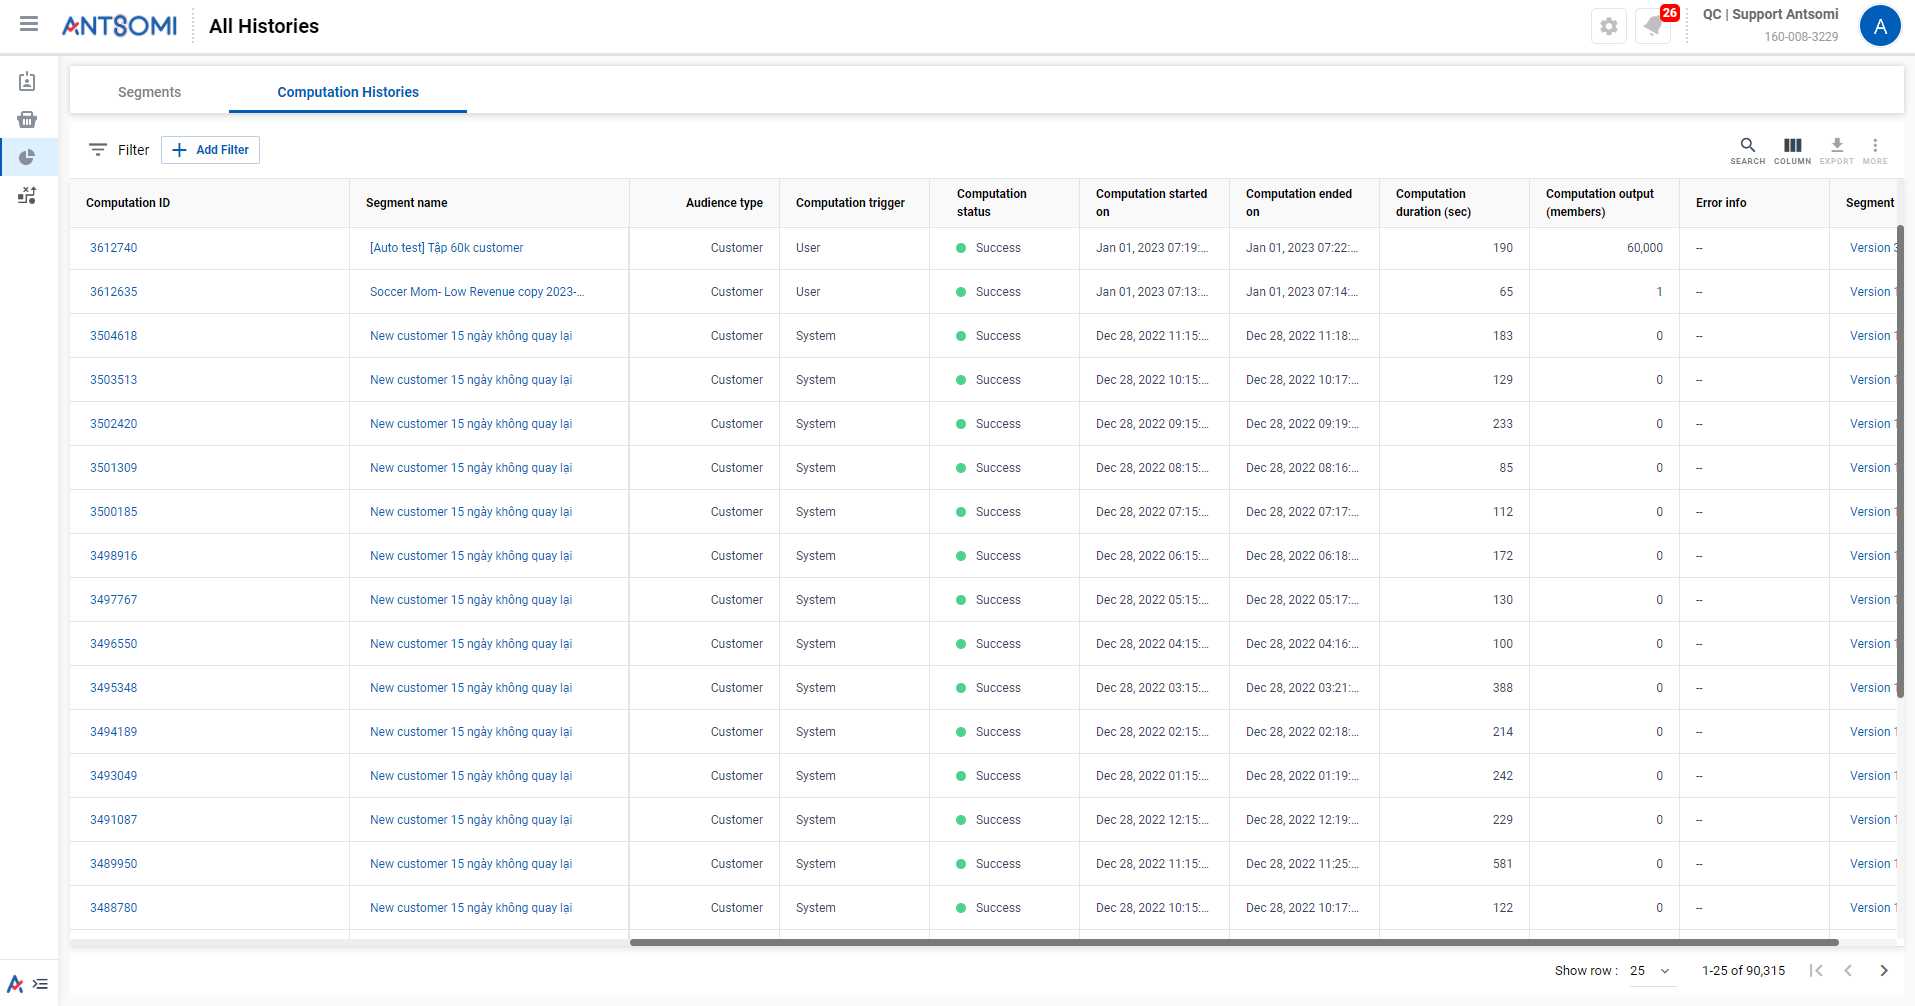 ANTSOMI
All Histories
26
QC | Support Antsomi
160-008-3229
A
Segments
Computation Histories
Filter
Add Filter
SEARCH
COLUMN
EXPORT
MORE
Computation ID Segment name Audience type Computation trigger Computation status Computation started on Computation ended on Computation duration (sec) Computation output (members) Error info Segment
3612740 [Auto test] Tập 60k customer Customer User Success Jan 01, 2023 07:19:... Jan 01, 2023 07:22:... 190 60,000 -- Version 3
3612635 Soccer Mom- Low Revenue copy 2023-... Customer User Success Jan 01, 2023 07:13:... Jan 01, 2023 07:14:... 65 1 -- Version 1
3504618 New customer 15 ngày không quay lại Customer System Success Dec 28, 2022 11:15:... Dec 28, 2022 11:18:... 183 0 -- Version 1
3503513 New customer 15 ngày không quay lại Customer System Success Dec 28, 2022 10:15:... Dec 28, 2022 10:17:... 129 0 -- Version 1
3502420 New customer 15 ngày không quay lại Customer System Success Dec 28, 2022 09:15:... Dec 28, 2022 09:19:... 233 0 -- Version 1
3501309 New customer 15 ngày không quay lại Customer System Success Dec 28, 2022 08:15:... Dec 28, 2022 08:16:... 85 0 -- Version 1
3500185 New customer 15 ngày không quay lại Customer System Success Dec 28, 2022 07:15:... Dec 28, 2022 07:17:... 112 0 -- Version 1
3498916 New customer 15 ngày không quay lại Customer System Success Dec 28, 2022 06:15:... Dec 28, 2022 06:18:... 172 0 -- Version 1
3497767 New customer 15 ngày không quay lại Customer System Success Dec 28, 2022 05:15:... Dec 28, 2022 05:17:... 130 0 -- Version 1
3496550 New customer 15 ngày không quay lại Customer System Success Dec 28, 2022 04:15:... Dec 28, 2022 04:16:... 100 0 -- Version 1
3495348 New customer 15 ngày không quay lại Customer System Success Dec 28, 2022 03:15:... Dec 28, 2022 03:21:... 388 0 -- Version 1
3494189 New customer 15 ngày không quay lại Customer System Success Dec 28, 2022 02:15:... Dec 28, 2022 02:18:... 214 0 -- Version 1
3493049 New customer 15 ngày không quay lại Customer System Success Dec 28, 2022 01:15:... Dec 28, 2022 01:19:... 242 0 -- Version 1
3491087 New customer 15 ngày không quay lại Customer System Success Dec 28, 2022 12:15:... Dec 28, 2022 12:19:... 229 0 -- Version 1
3489950 New customer 15 ngày không quay lại Customer System Success Dec 28, 2022 11:15:... Dec 28, 2022 11:25:... 581 0 -- Version 1
3488780 New customer 15 ngày không quay lại Customer System Success Dec 28, 2022 10:15:... Dec 28, 2022 10:17:... 122 0 -- Version 1
Show row : 25 1-25 of 90,315